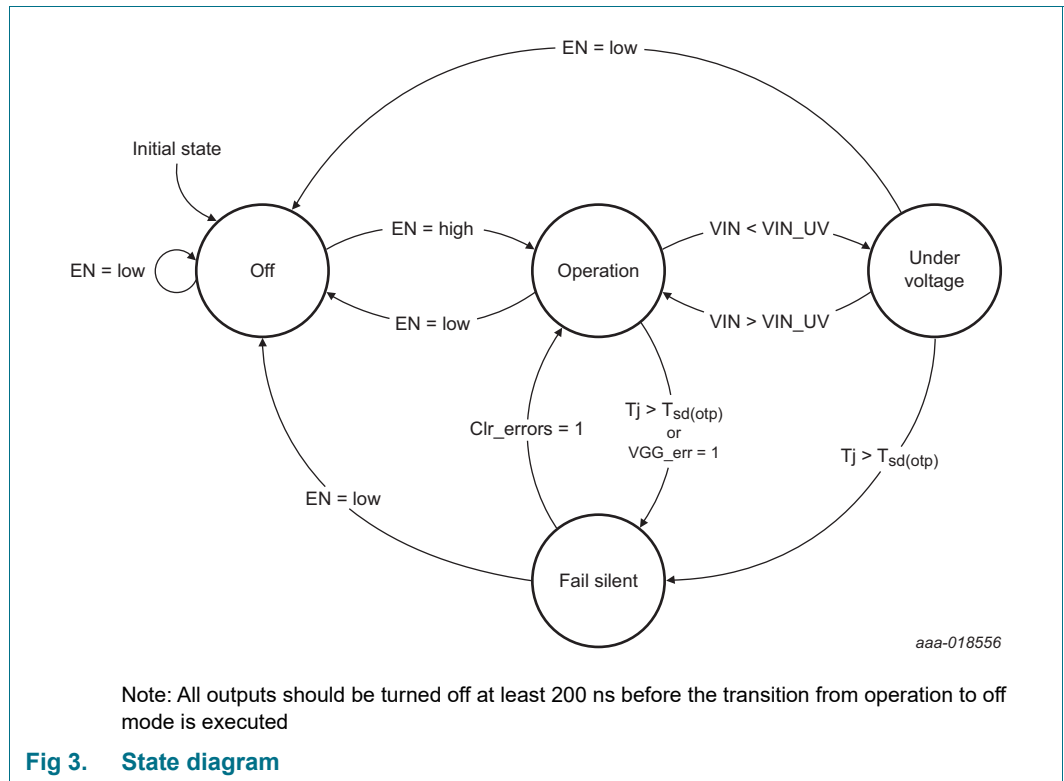 EN = low
Initial state
EN = high
VIN < VIN_UV
EN = low
Off
Operation
Under
voltage
EN = low
VIN > VIN_UV
Clr_errors = 1
Tj > Tsd(otp)
or
VGG_err = 1
Tj > Tsd(otp)
EN = low
Fail silent
aaa-018556
Note: All outputs should be turned off at least 200 ns before the transition from operation to off
mode is executed
Fig 3. State diagram